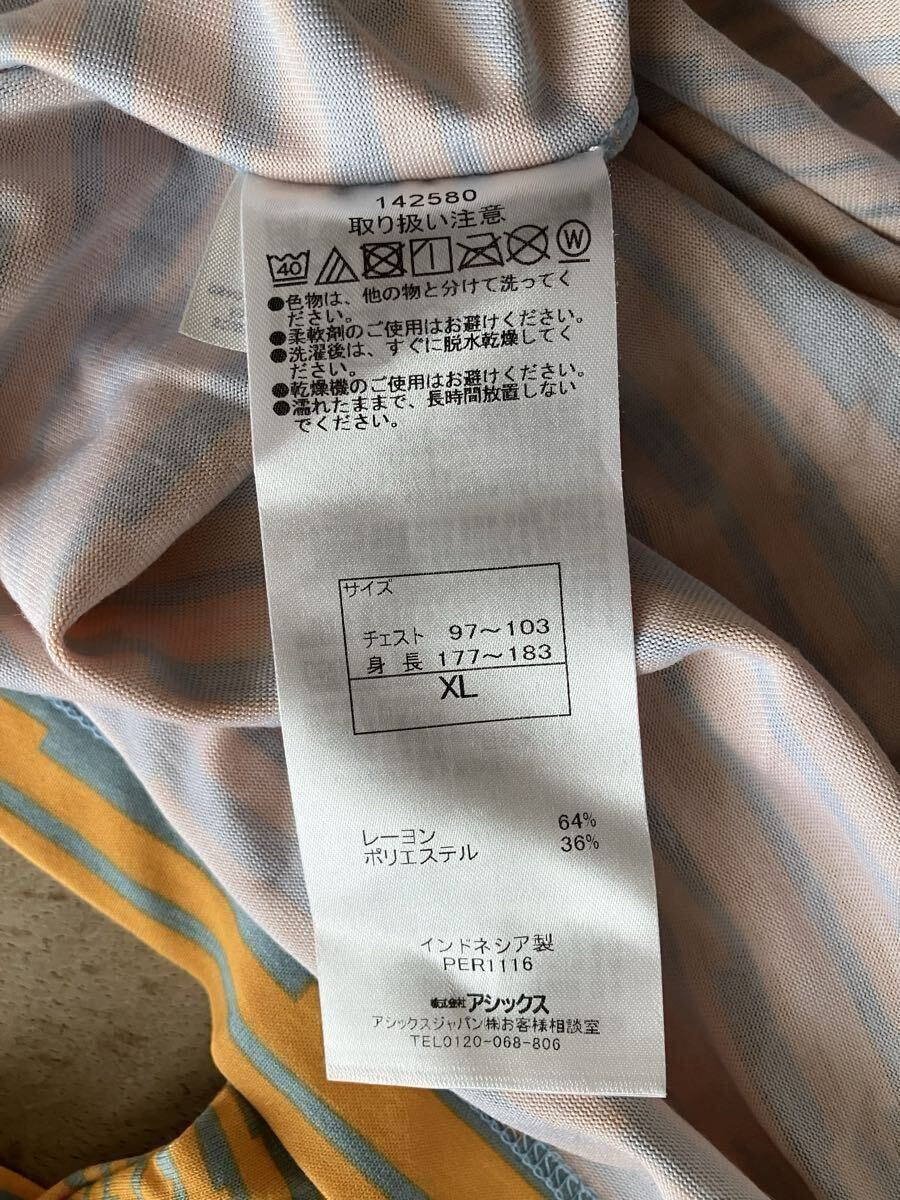 142580
取り扱い注意
40 W
●色物は、他の物と分けて洗ってく
ださい。
●柔軟剤のご使用はお避けください。
●洗濯後は、すぐに脱水乾燥してく
ださい。
●乾燥機のご使用はお避けください。
●濡れたままで、長時間放置しない
でください。
サイズ
チェスト 97～103
身 長 177～183
XL
レーヨン 64%
ポリエステル 36%
インドネシア製
PER1116
株式会社アシックス
アシックスジャパン㈱お客様相談室
TEL0120-068-806